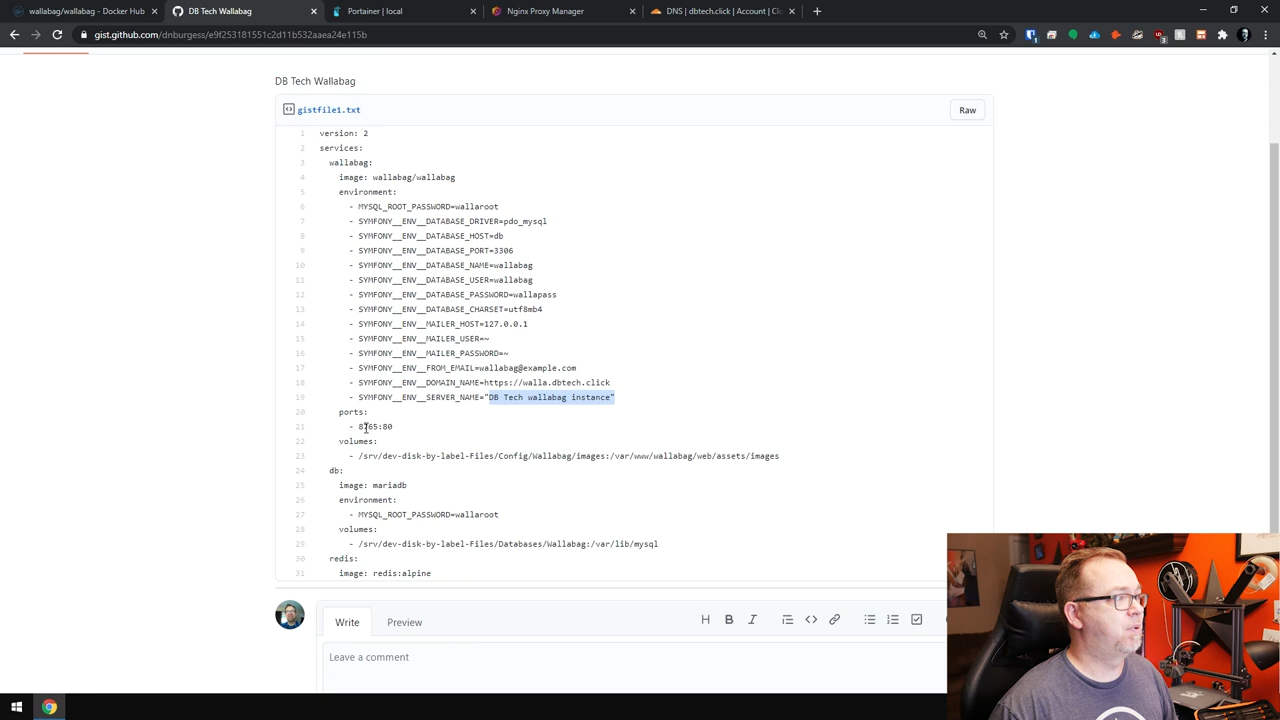 wallabag/wallabag - Docker Hub
DB Tech Wallabag
Portainer | local
Nginx Proxy Manager
DNS | dbtech.click | Account | Clo
gist.github.com/dnburgess/e9f253181551c2d11b532aaea24e115b
DB Tech Wallabag
gistfile1.txt
Raw
1 version: 2
2 services:
3 wallabag:
4 image: wallabag/wallabag
5 environment:
6 - MYSQL_ROOT_PASSWORD=wallaroot
7 - SYMFONY__ENV__DATABASE_DRIVER=pdo_mysql
8 - SYMFONY__ENV__DATABASE_HOST=db
9 - SYMFONY__ENV__DATABASE_PORT=3306
10 - SYMFONY__ENV__DATABASE_NAME=wallabag
11 - SYMFONY__ENV__DATABASE_USER=wallabag
12 - SYMFONY__ENV__DATABASE_PASSWORD=wallapass
13 - SYMFONY__ENV__DATABASE_CHARSET=utf8mb4
14 - SYMFONY__ENV__MAILER_HOST=127.0.0.1
15 - SYMFONY__ENV__MAILER_USER=~
16 - SYMFONY__ENV__MAILER_PASSWORD=~
17 - SYMFONY__ENV__FROM_EMAIL=wallabag@example.com
18 - SYMFONY__ENV__DOMAIN_NAME=https://walla.dbtech.click
19 - SYMFONY__ENV__SERVER_NAME="DB Tech wallabag instance"
20 ports:
21 -
22 volumes:
23 - /srv/dev-disk-by-label-Files/Config/Wallabag/images:/var/www/wallabag/web/assets/images
24 db:
25 image: mariadb
26 environment:
27 - MYSQL_ROOT_PASSWORD=wallaroot
28 volumes:
29 - /srv/dev-disk-by-label-Files/Databases/Wallabag:/var/lib/mysql
30 redis:
31 image: redis:alpine
Write
Preview
H B I
Leave a comment